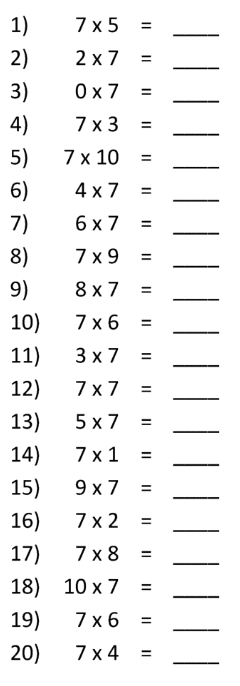 1) 7 x 5 = ____
2) 2 x 7 = ____
3) 0 x 7 = ____
4) 7 x 3 = ____
5) 7 x 10 = ____
6) 4 x 7 = ____
7) 6 x 7 = ____
8) 7 x 9 = ____
9) 8 x 7 = ____
10) 7 x 6 = ____
11) 3 x 7 = ____
12) 7 x 7 = ____
13) 5 x 7 = ____
14) 7 x 1 = ____
15) 9 x 7 = ____
16) 7 x 2 = ____
17) 7 x 8 = ____
18) 10 x 7 = ____
19) 7 x 6 = ____
20) 7 x 4 = ____